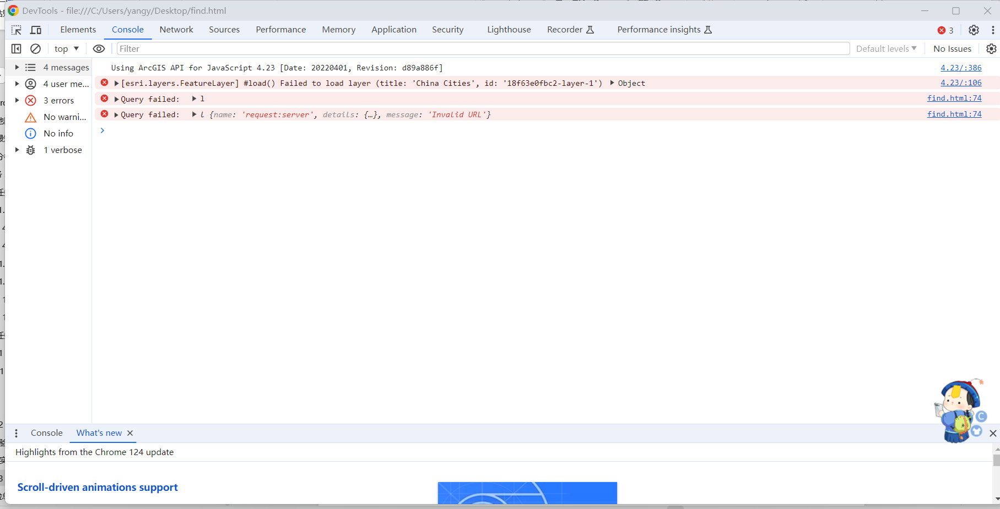 DevTools - file:///C:/Users/yangy/Desktop/find.html
Elements Console Network Sources Performance Memory Application Security Lighthouse Recorder Performance insights 3
top Filter Default levels No Issues
4 messages
4 user me...
3 errors
No warni...
No info
1 verbose
Using ArcGIS API for JavaScript 4.23 [Date: 20220401, Revision: d89a886f] 4.23/:386
[esri.layers.FeatureLayer] #load() Failed to load layer (title: 'China Cities', id: '18f63e0fbc2-layer-1') Object 4.23/:106
Query failed: l find.html:74
Query failed: l {name: 'request:server', details: {…}, message: 'Invalid URL'} find.html:74
Console What's new
Highlights from the Chrome 124 update
Scroll-driven animations support